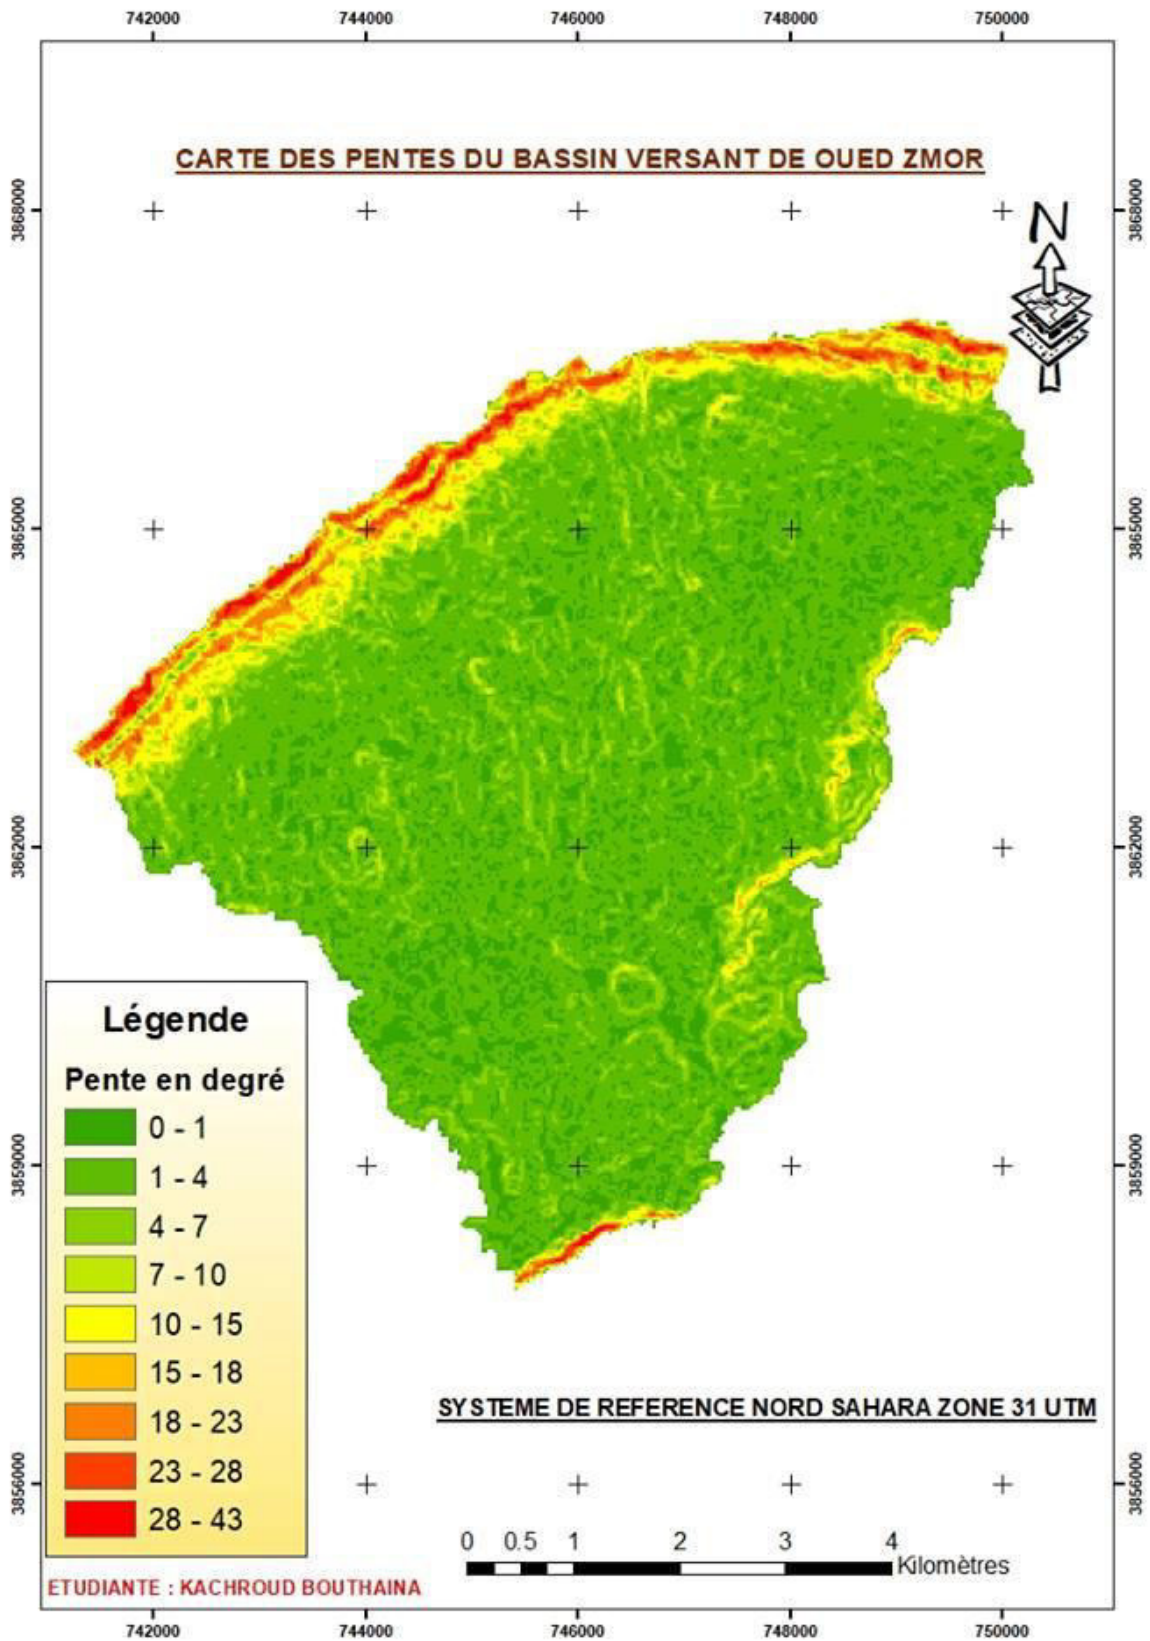 742000 744000 746000 748000 750000
CARTE DES PENTES DU BASSIN VERSANT DE OUED ZMOR
3868000 3868000
N
3865000 3865000
3862000 3862000
Légende
Pente en degré
0 - 1
1 - 4
3859000 3859000
4 - 7
7 - 10
10 - 15
15 - 18
SYSTEME DE REFERENCE NORD SAHARA ZONE 31 UTM
18 - 23
23 - 28
3856000 3856000
28 - 43
0 0.5 1 2 3 4
Kilomètres
ETUDIANTE : KACHROUD BOUTHAINA
742000 744000 746000 748000 750000